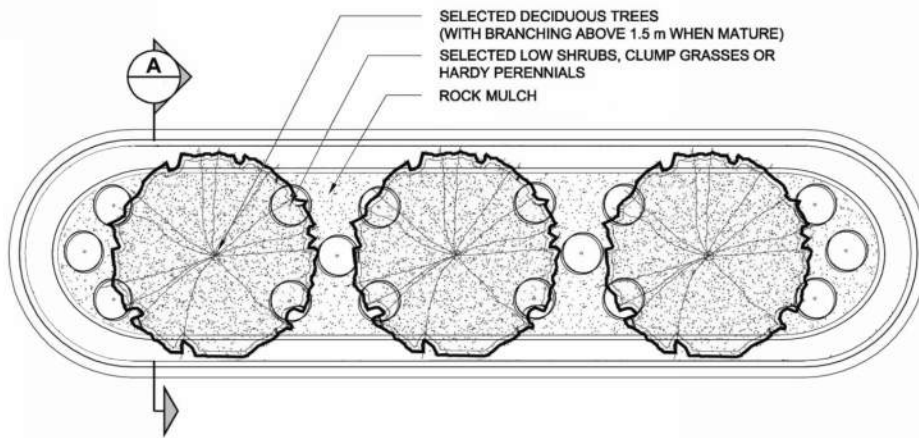 SELECTED DECIDUOUS TREES
(WITH BRANCHING ABOVE 1.5 m WHEN MATURE)
SELECTED LOW SHRUBS, CLUMP GRASSES OR
HARDY PERENNIALS
ROCK MULCH
A